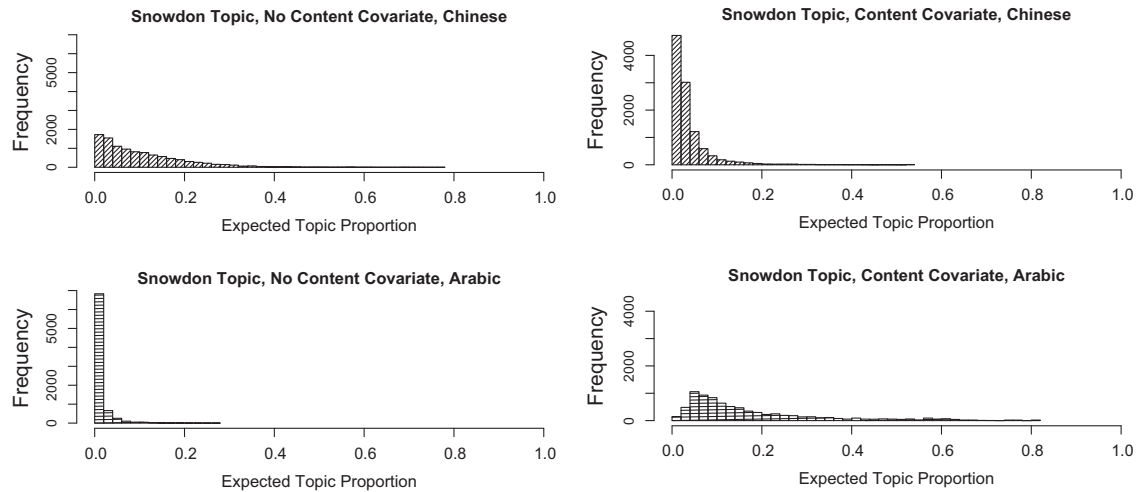 Snowdon Topic, No Content Covariate, Chinese
Frequency
0 2000 5000
0.0 0.2 0.4 0.6 0.8 1.0
Expected Topic Proportion
Snowdon Topic, Content Covariate, Chinese
Frequency
0 2000 4000
0.0 0.2 0.4 0.6 0.8 1.0
Expected Topic Proportion
Snowdon Topic, No Content Covariate, Arabic
Frequency
0 2000 5000
0.0 0.2 0.4 0.6 0.8 1.0
Expected Topic Proportion
Snowdon Topic, Content Covariate, Arabic
Frequency
0 2000 4000
0.0 0.2 0.4 0.6 0.8 1.0
Expected Topic Proportion